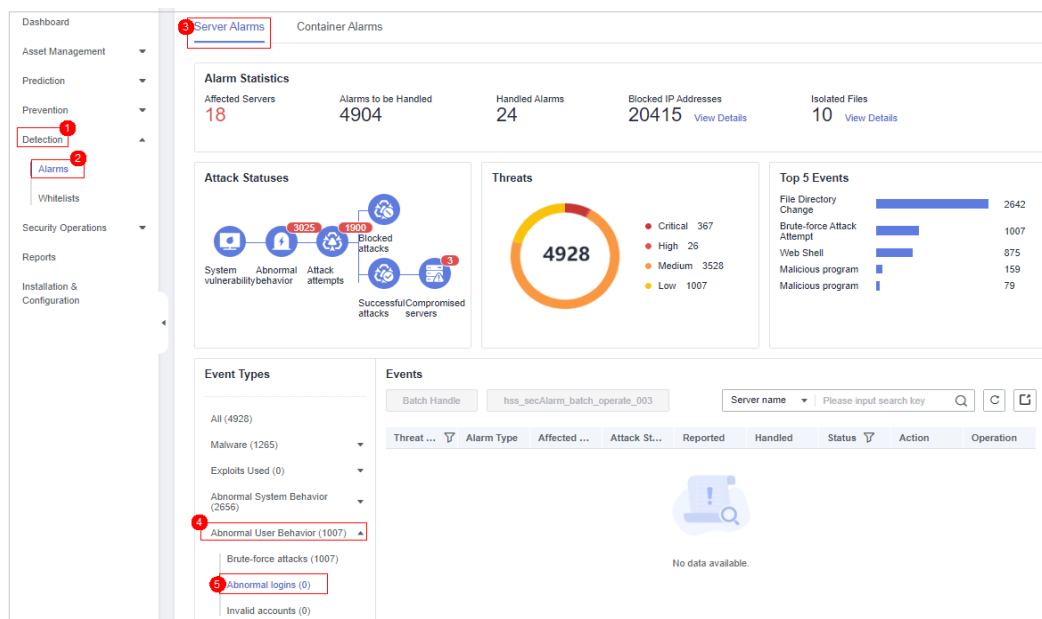 Dashboard
Asset Management
Prediction
Prevention
1
Detection
2
Alarms
Whitelists
Security Operations
Reports
Installation &
Configuration
3
Server Alarms
Container Alarms
Alarm Statistics
Affected Servers
18
Alarms to be Handled
4904
Handled Alarms
24
Blocked IP Addresses
20415 View Details
Isolated Files
10 View Details
Attack Statuses
3025
1900
3
System
vulnerability
Abnormal
behavior
Attack
attempts
Blocked
attacks
Successful
attacks
Compromised
servers
Threats
4928
Critical 367
High 26
Medium 3528
Low 1007
Top 5 Events
File Directory
Change
2642
Brute-force Attack
Attempt
1007
Web Shell 875
Malicious program 159
Malicious program 79
Event Types
All (4928)
Malware (1265)
Exploits Used (0)
Abnormal System Behavior
(2656)
4
Abnormal User Behavior (1007)
Brute-force attacks (1007)
5
Abnormal logins (0)
Invalid accounts (0)
Events
Batch Handle
hss_secAlarm_batch_operate_003
Server name
Please input search key
Threat ... Alarm Type Affected ... Attack St... Reported Handled Status Action Operation
No data available.